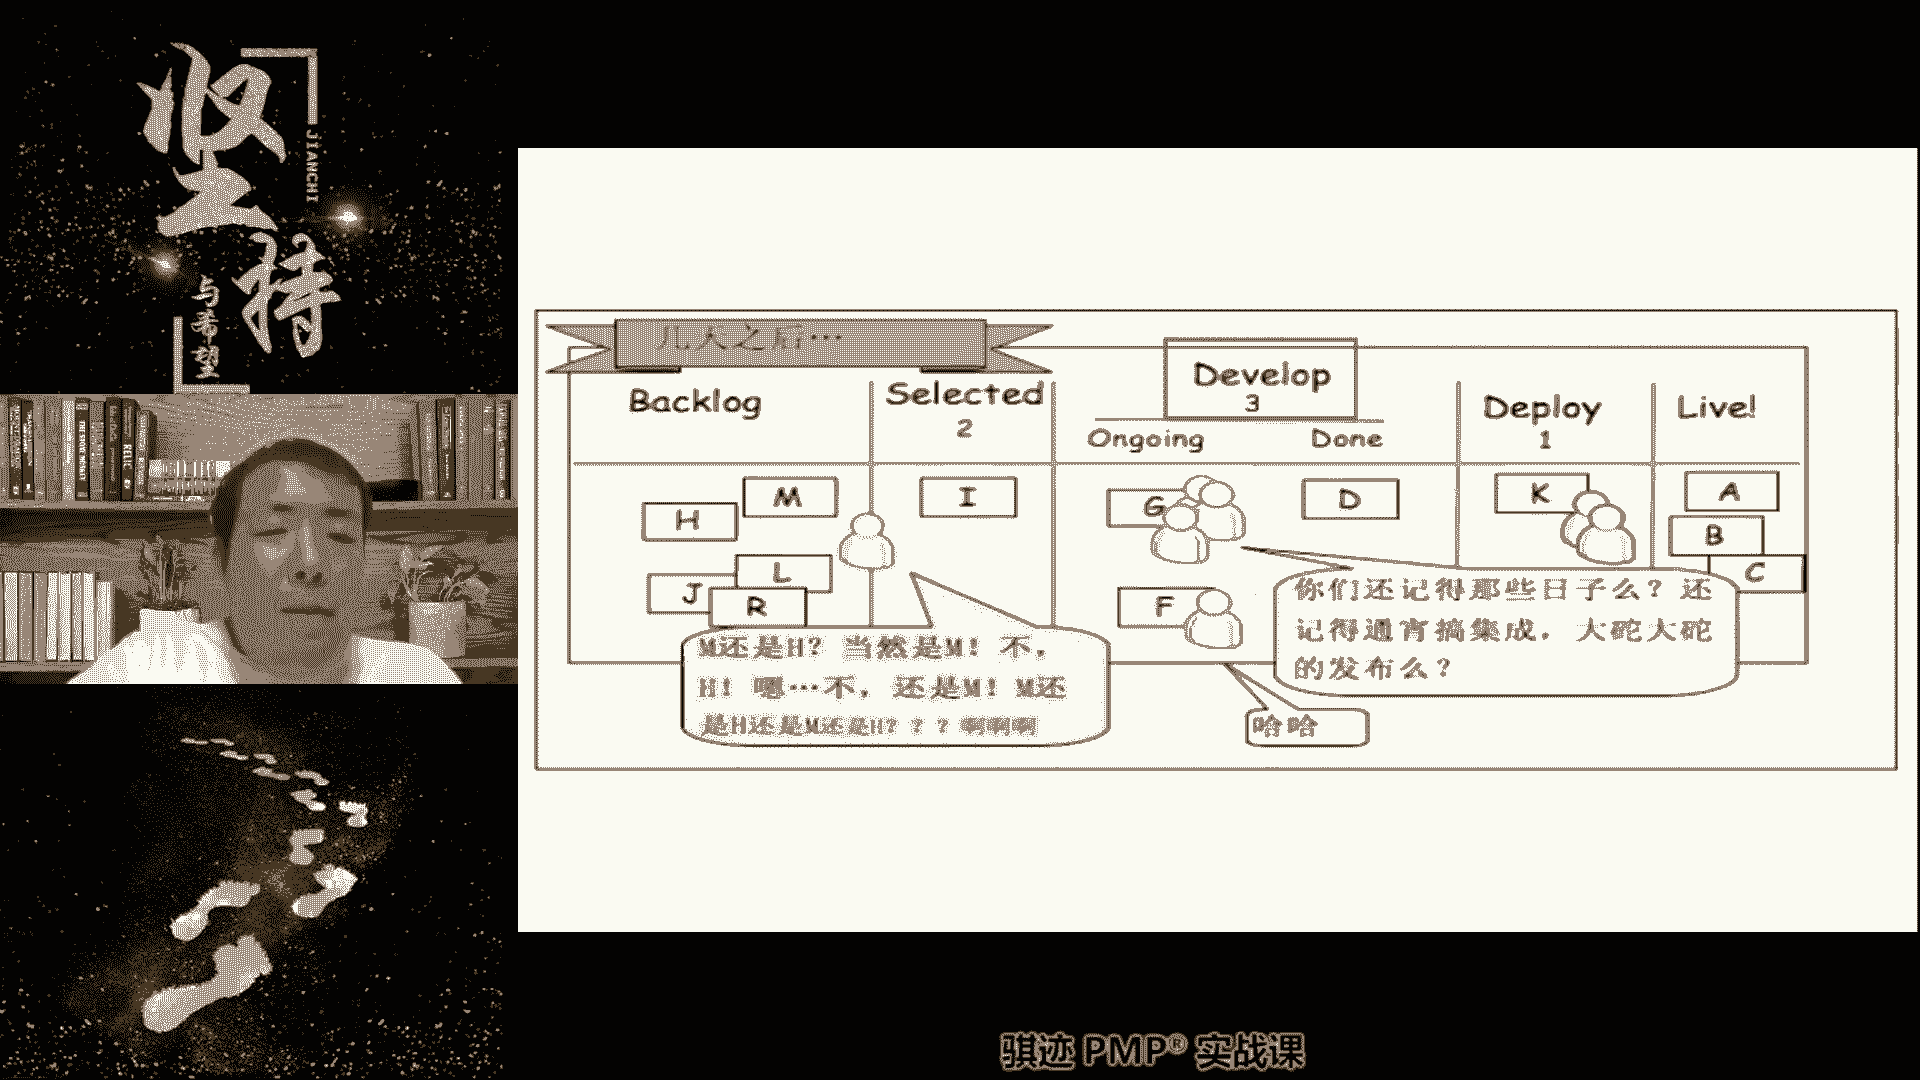 坚持
JIANCHI
与希望
几天之后…
Backlog
Selected
2
Develop
3
Ongoing
Done
Deploy
1
Live!
H
M
J
L
R
I
G
F
D
K
A
B
C
M还是H？当然是M！不，
H！嗯…不，还是M！M还
是H还是M还是H？？？啊啊啊
你们还记得那些日子么？还
记得通宵搞集成，大砣大砣
的发布么？
哈哈
骐迹 PMP® 实战课